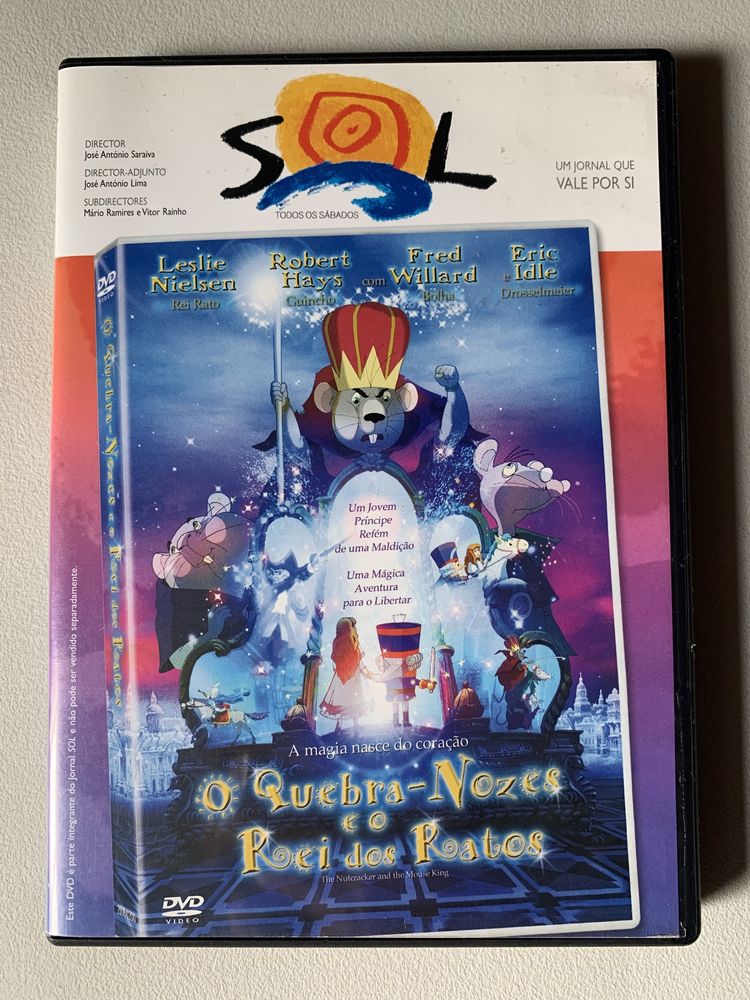 DIRECTOR
José António Saraiva
DIRECTOR-ADJUNTO
José António Lima
SUBDIRECTORES
Mário Ramires e Vitor Rainho
SOL
TODOS OS SÁBADOS
UM JORNAL QUE
VALE POR SI
Leslie
Nielsen
Rei Rato
Robert
Hays
Guincho
com
Fred
Willard
Bolha
e
Eric
Idle
Drosselmeier
DVD
VIDEO
O Quebra-Nozes e o Rei dos Ratos
Um Jovem
Príncipe
Refém
de uma Maldição
Uma Mágica
Aventura
para o Libertar
A magia nasce do coração
O Quebra-Nozes
e o
Rei dos Ratos
The Nutcracker and the Mouse King
DVD
VIDEO
Este DVD é parte integrante do Jornal SOL e não pode ser vendido separadamente.